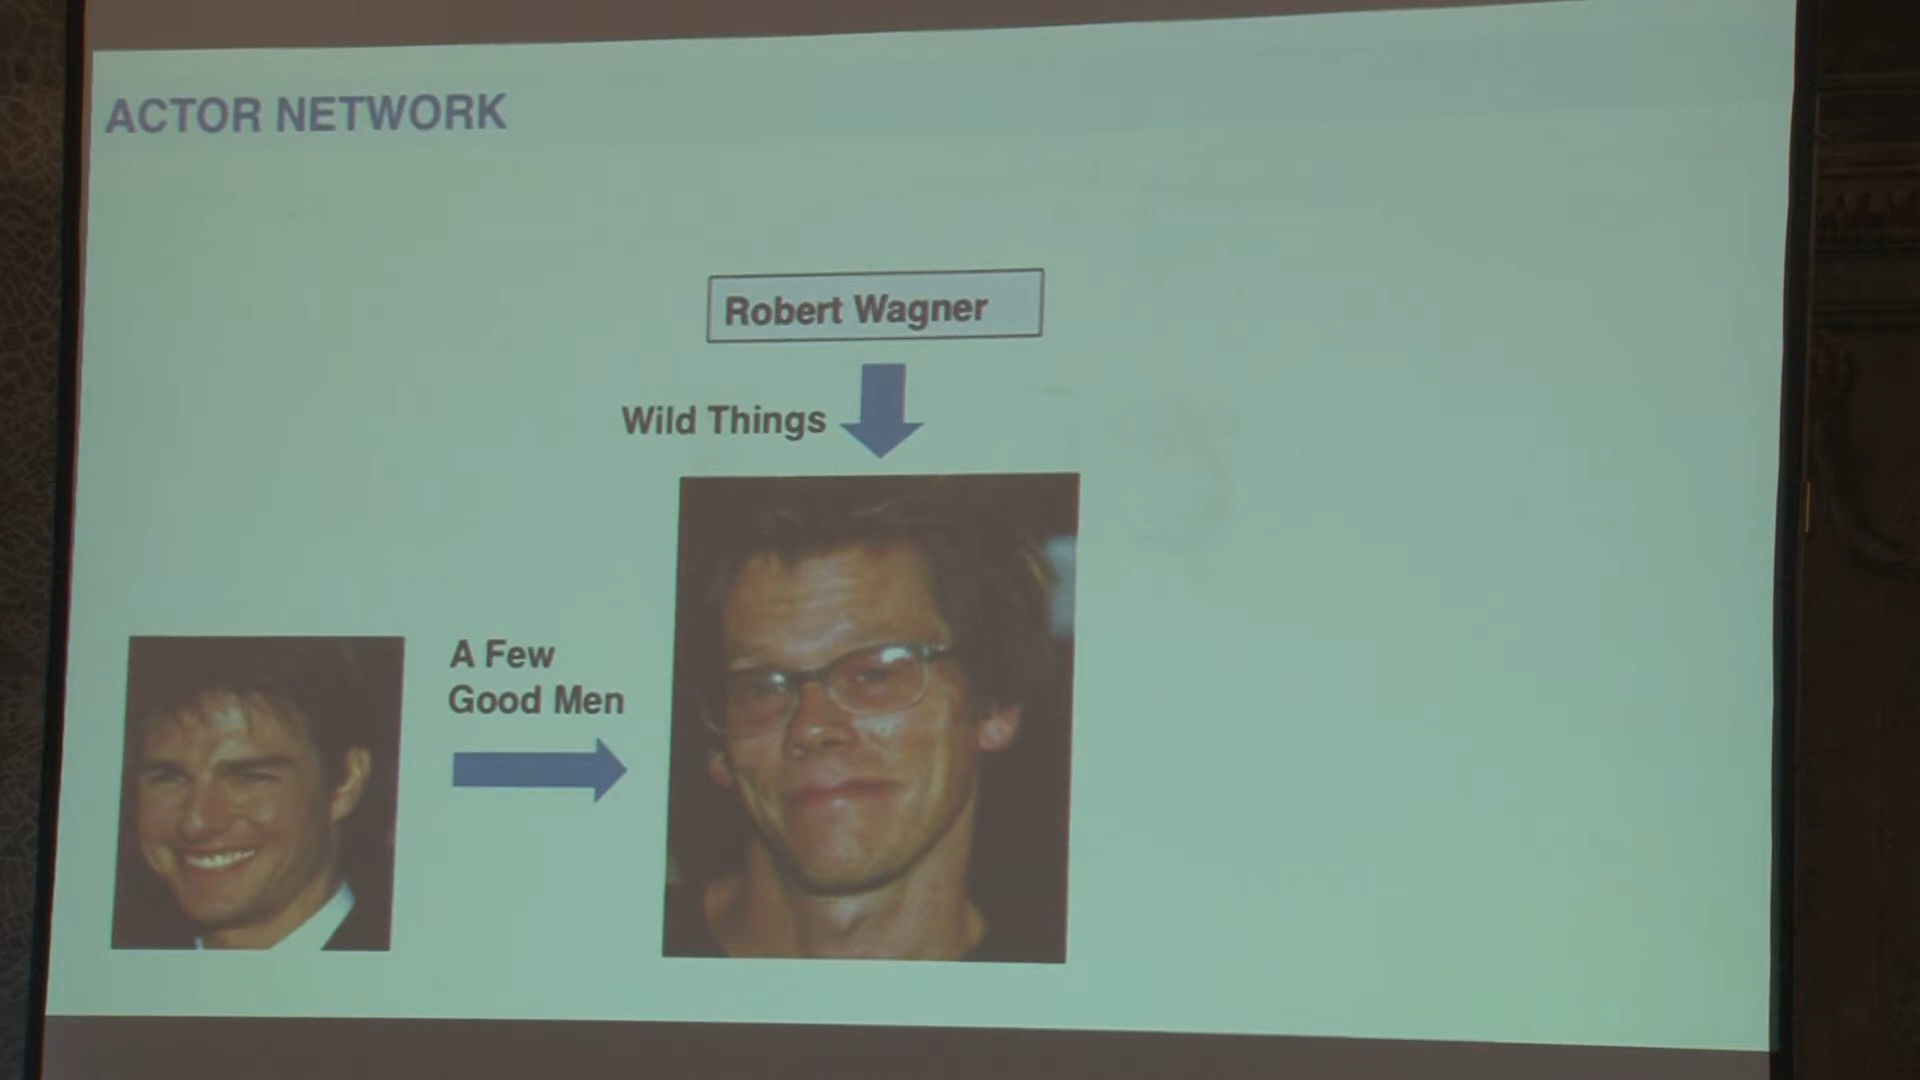 ACTOR NETWORK
Robert Wagner
Wild Things
A Few
Good Men